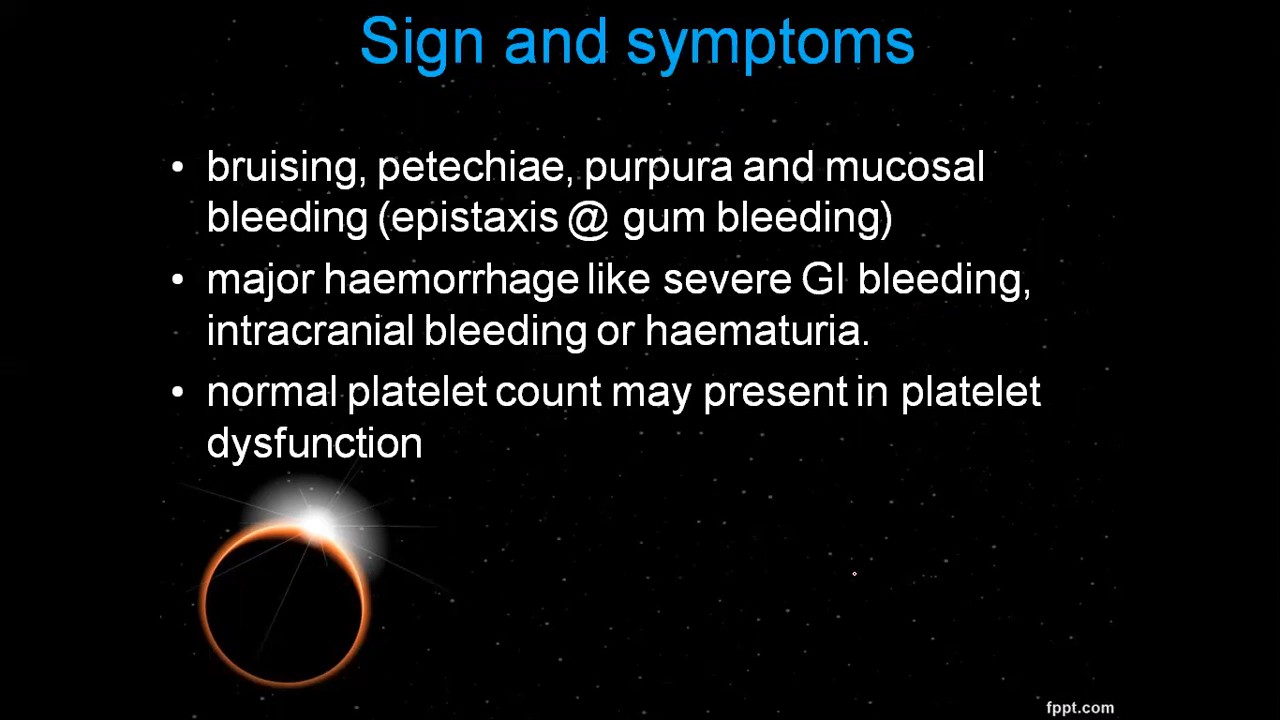 Sign and symptoms
• bruising, petechiae, purpura and mucosal
bleeding (epistaxis @ gum bleeding)
• major haemorrhage like severe GI bleeding,
intracranial bleeding or haematuria.
• normal platelet count may present in platelet
dysfunction
fppt.com